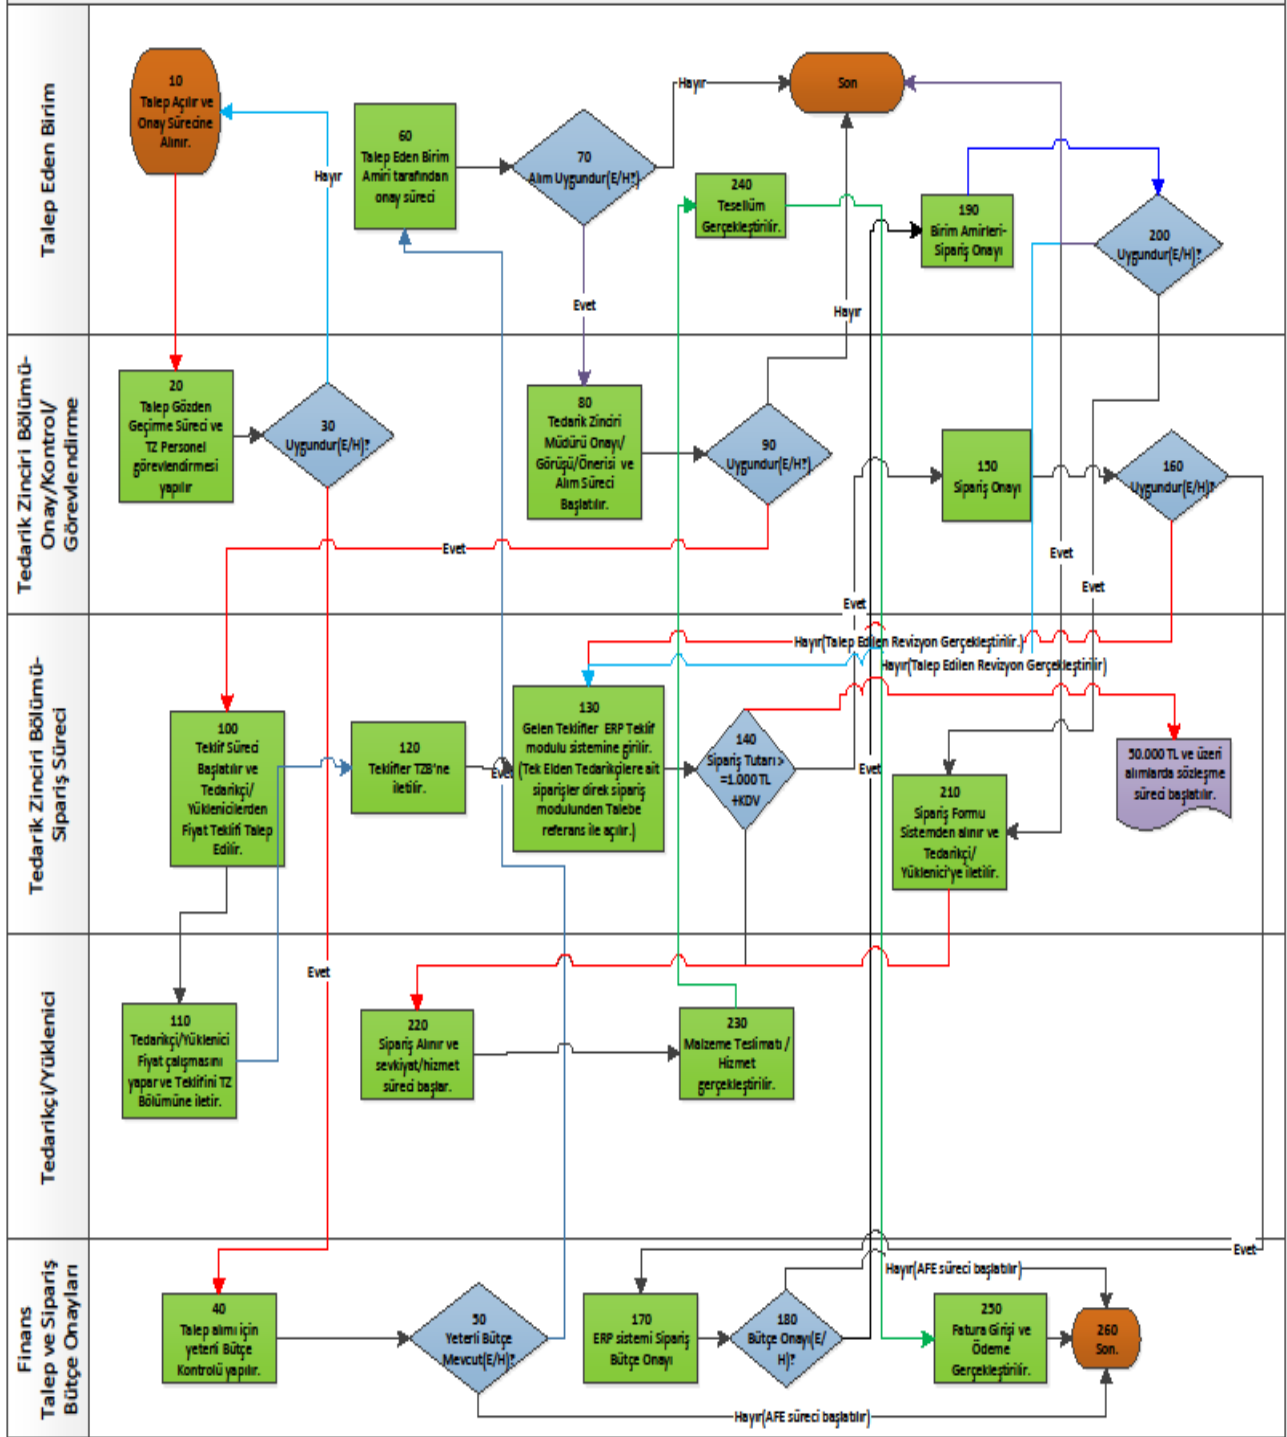 Talep Eden Birim
10
Talep Açılır ve
Onay Sürecine
Alınır.
Hayır
60
Talep Eden Birim
Amiri tarafından
onay süreci
70
Alım Uygundur(E/H?)
Hayır
Evet
Son
240
Tesellüm
Gerçekleştirilir.
Hayır
190
Birim Amirleri-
Sipariş Onayı
200
Uygundur(E/H)?
Tedarik Zinciri Bölümü-
Onay/Kontrol/
Görevlendirme
20
Talep Gözden
Geçirme Süreci ve
TZ Personel
görevlendirmesi
yapılır
30
Uygundur(E/H)?
80
Tedarik Zinciri
Müdürü Onayı/
Görüşü/Önerisi ve
Alım Süreci
Başlatılır.
90
Uygundur(E/H?)
150
Sipariş Onayı
160
Uygundur(E/H)?
Evet
Evet
Evet
Evet
Tedarik Zinciri Bölümü-
Sipariş Süreci
Hayır(Talep Edilen Revizyon Gerçekleştirilir.)
Hayır(Talep Edilen Revizyon Gerçekleştirilir)
100
Teklif Süreci
Başlatılır ve
Tedarikçi/
Yüklenicilerden
Fiyat Teklifi Talep
Edilir.
120
Teklifler TZB'ne
iletilir.
Evet
130
Gelen Teklifler ERP Teklif
modulu sistemine girilir.
(Tek Elden Tedarikçilere ait
siparişler direk sipariş
modulunden Talebe
referans ile açılır.)
140
Sipariş Tutarı >
=1.000 TL
+KDV
Evet
210
Sipariş Formu
Sistemden alınır ve
Tedarikçi/
Yüklenici'ye iletilir.
50.000 TL ve üzeri
alımlarda sözleşme
süreci başlatılır.
Tedarikçi/Yüklenici
Evet
110
Tedarikçi/Yüklenici
Fiyat çalışmasını
yapar ve Teklifini TZ
Bölümüne iletir.
220
Sipariş Alınır ve
sevkiyat/hizmet
süreci başlar.
230
Malzeme Teslimatı /
Hizmet
gerçekleştirilir.
Finans
Talep ve Sipariş
Bütçe Onayları
Evet
40
Talep alımı için
yeterli Bütçe
Kontrolü yapılır.
50
Yeterli Bütçe
Mevcut(E/H)?
170
ERP sistemi Sipariş
Bütçe Onayı
180
Bütçe Onayı(E/
H)?
Hayır(AFE süreci başlatılır)
250
Fatura Girişi ve
Ödeme
Gerçekleştirilir.
260
Son.
Hayır(AFE süreci başlatılır)